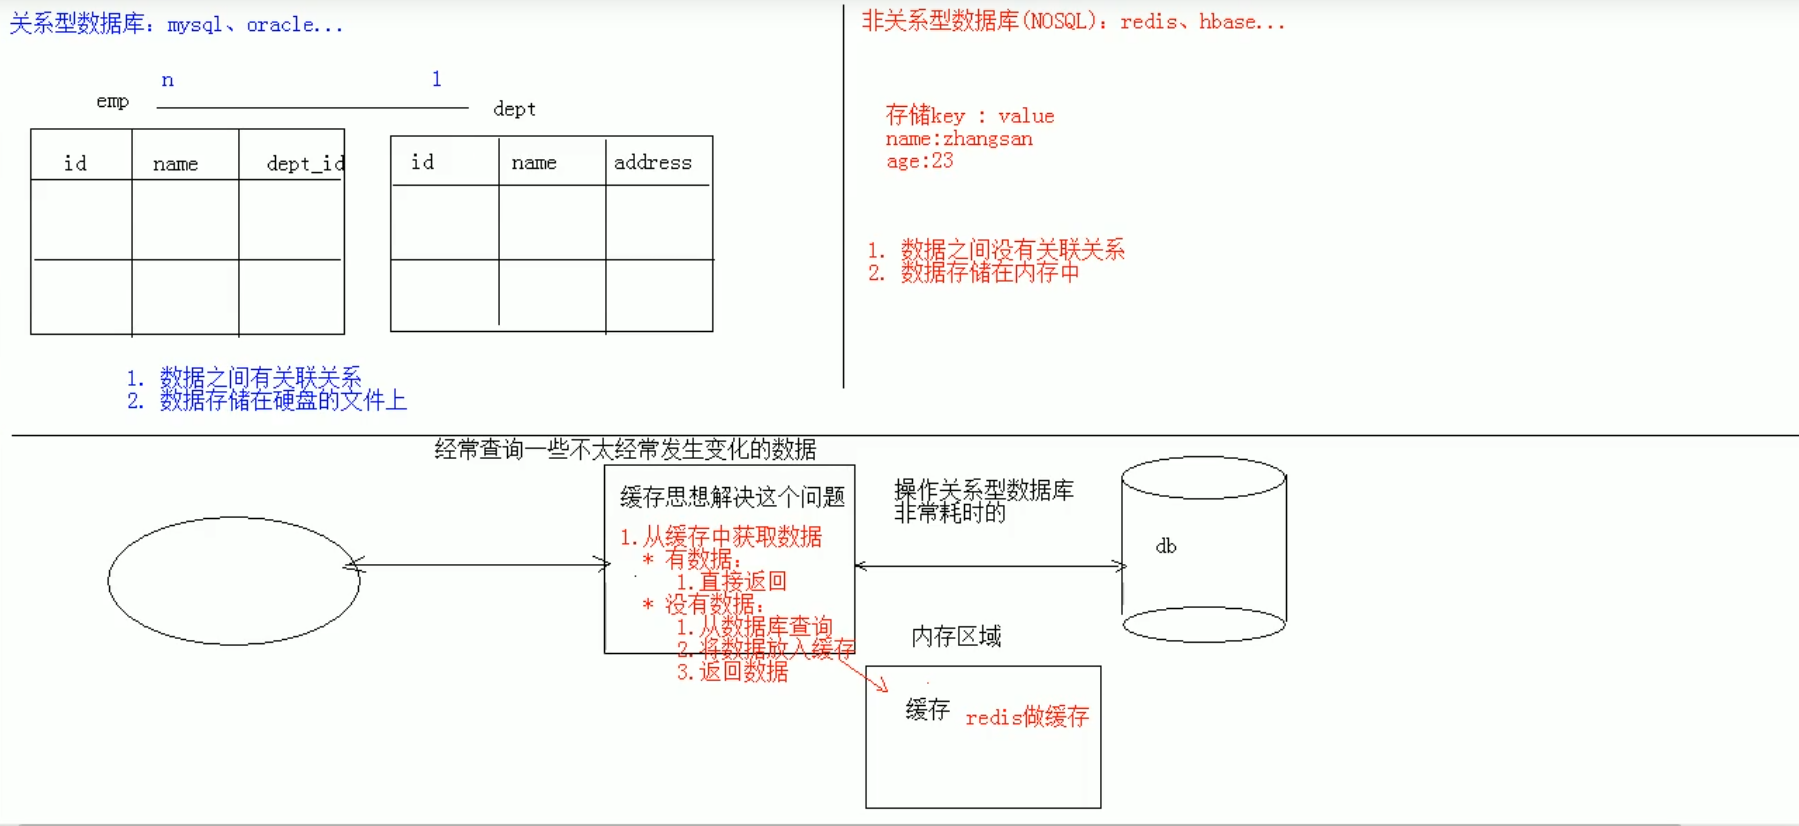 关系型数据库：mysql、oracle...
n
1
emp
dept
id
name
dept_id
id
name
address
1. 数据之间有关联关系
2. 数据存储在硬盘的文件上
非关系型数据库(NOSQL)：redis、hbase...
存储key : value
name:zhangsan
age:23
1. 数据之间没有关联关系
2. 数据存储在内存中
经常查询一些不太经常发生变化的数据
缓存思想解决这个问题
1.从缓存中获取数据
* 有数据：
1.直接返回
* 没有数据：
1.从数据库查询
2.将数据放入缓存
3.返回数据
操作关系型数据库
非常耗时的
db
内存区域
缓存
redis做缓存